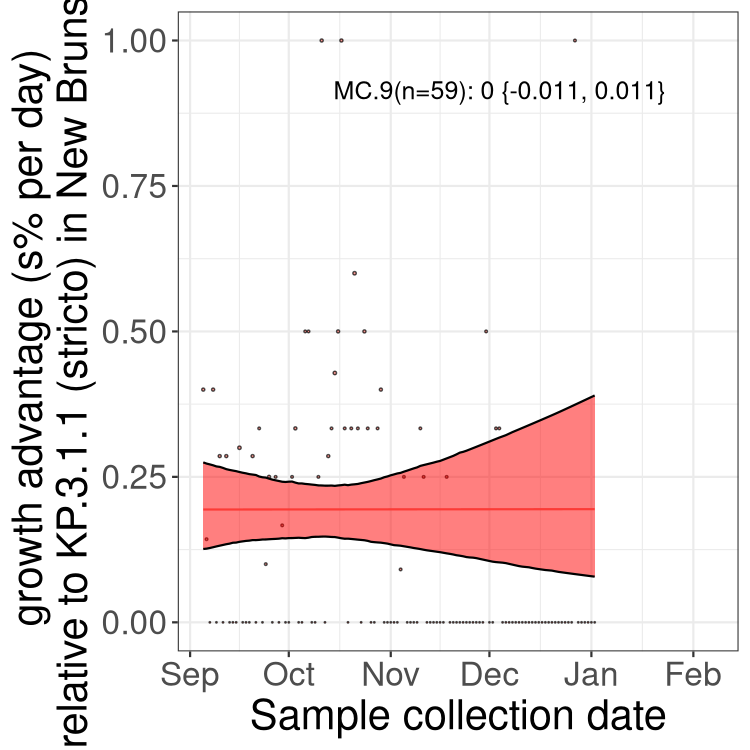 growth advantage (s% per day)
relative to KP.3.1.1 (stricto) in New Bruns
1.00
0.75
0.50
0.25
0.00
MC.9(n=59): 0 {-0.011, 0.011}
Sep Oct Nov Dec Jan Feb
Sample collection date